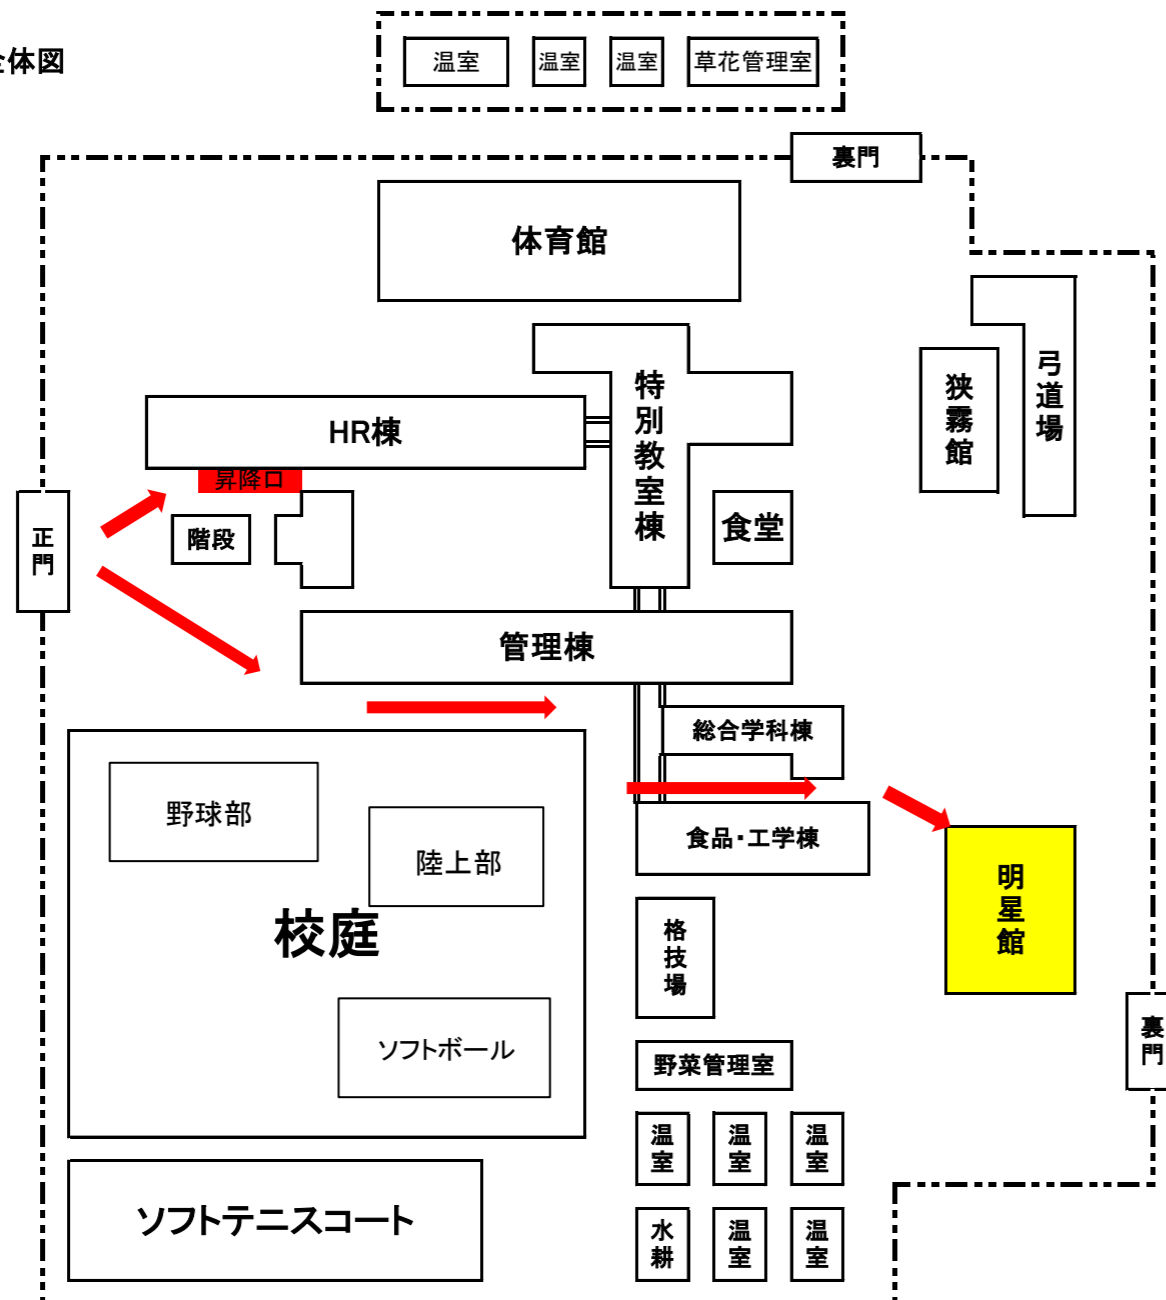 全体図
温室
温室
温室
草花管理室
裏門
体育館
特別教室棟
HR棟
昇降口
狭霧館
弓道場
正門
階段
食堂
管理棟
総合学科棟
野球部
陸上部
食品・工学棟
校庭
明星館
格技場
ソフトボール
裏門
野菜管理室
温室
温室
温室
ソフトテニスコート
水耕
温室
温室